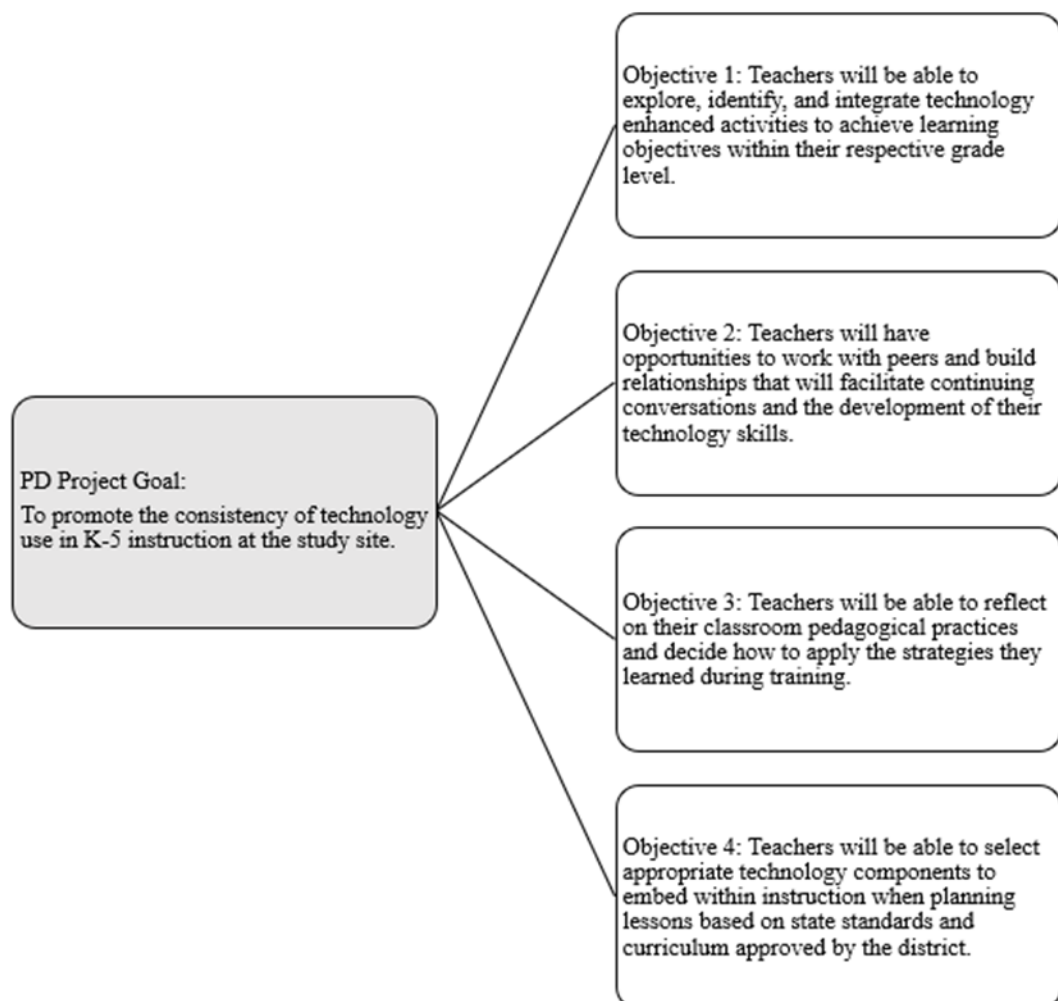 Objective 1: Teachers will be able to
explore, identify, and integrate technology
enhanced activities to achieve learning
objectives within their respective grade
level.
Objective 2: Teachers will have
opportunities to work with peers and build
relationships that will facilitate continuing
conversations and the development of their
technology skills.
PD Project Goal:
To promote the consistency of technology
use in K-5 instruction at the study site.
Objective 3: Teachers will be able to reflect
on their classroom pedagogical practices
and decide how to apply the strategies they
learned during training.
Objective 4: Teachers will be able to select
appropriate technology components to
embed within instruction when planning
lessons based on state standards and
curriculum approved by the district.